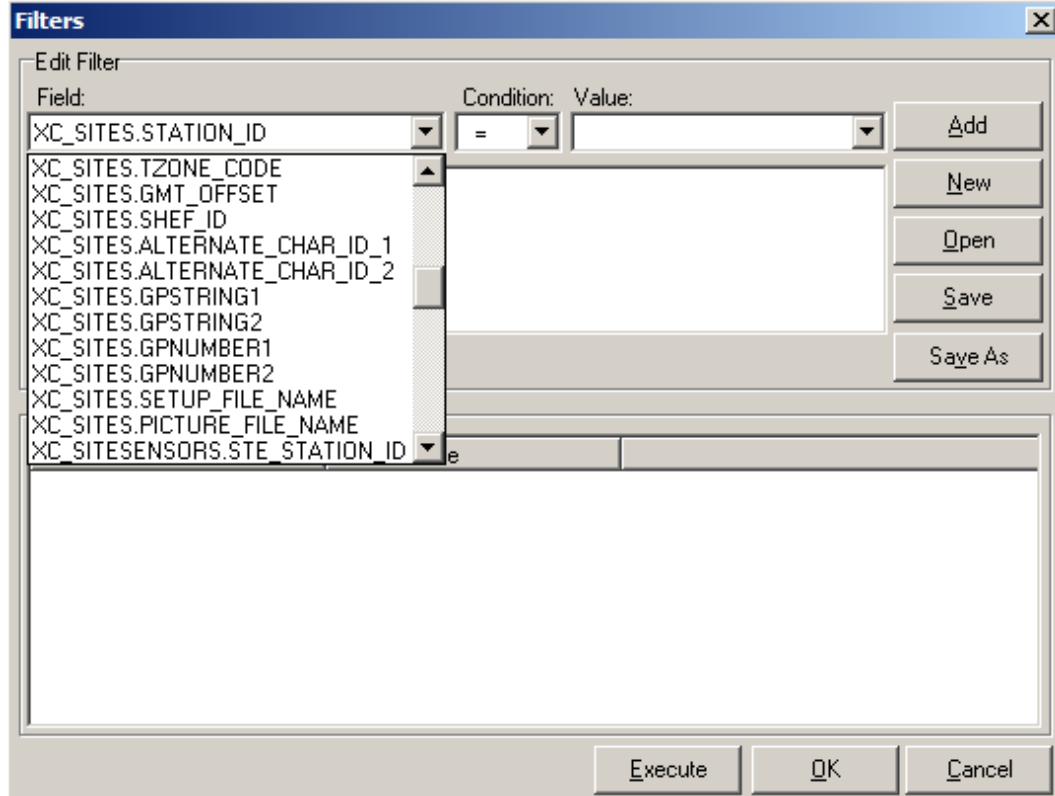 Filters
Edit Filter
Field: Condition: Value:
XC_SITES.STATION_ID = Add
XC_SITES.TZONE_CODE
XC_SITES.GMT_OFFSET New
XC_SITES.SHEF_ID
XC_SITES.ALTERNATE_CHAR_ID_1 Open
XC_SITES.ALTERNATE_CHAR_ID_2
XC_SITES.GPSTRING1 Save
XC_SITES.GPSTRING2
XC_SITES.GPNUMBER1 Save As
XC_SITES.GPNUMBER2
XC_SITES.SETUP_FILE_NAME
XC_SITES.PICTURE_FILE_NAME
XC_SITESENSORS.STE_STATION_ID
Execute OK Cancel